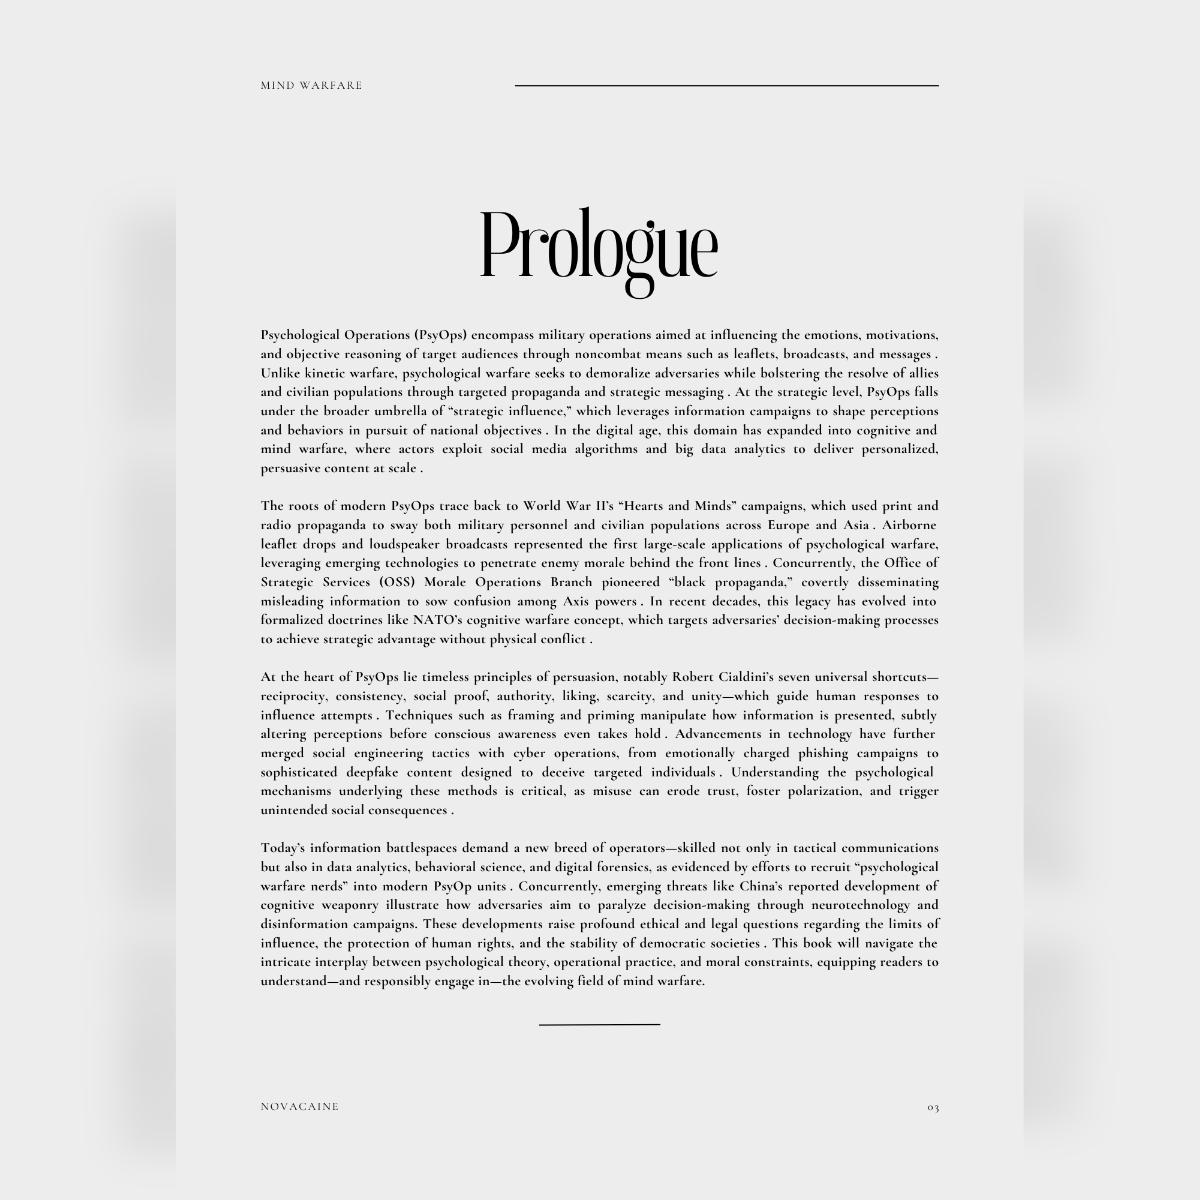 MIND WARFARE
Prologue
Psychological Operations (PsyOps) encompass military operations aimed at influencing the emotions, motivations,
and objective reasoning of target audiences through noncombat means such as leaflets, broadcasts, and messages .
Unlike kinetic warfare, psychological warfare seeks to demoralize adversaries while bolstering the resolve of allies
and civilian populations through targeted propaganda and strategic messaging . At the strategic level, PsyOps falls
under the broader umbrella of “strategic influence,” which leverages information campaigns to shape perceptions
and behaviors in pursuit of national objectives . In the digital age, this domain has expanded into cognitive and
mind warfare, where actors exploit social media algorithms and big data analytics to deliver personalized,
persuasive content at scale .
The roots of modern PsyOps trace back to World War II’s “Hearts and Minds” campaigns, which used print and
radio propaganda to sway both military personnel and civilian populations across Europe and Asia . Airborne
leaflet drops and loudspeaker broadcasts represented the first large-scale applications of psychological warfare,
leveraging emerging technologies to penetrate enemy morale behind the front lines . Concurrently, the Office of
Strategic Services (OSS) Morale Operations Branch pioneered “black propaganda,” covertly disseminating
misleading information to sow confusion among Axis powers . In recent decades, this legacy has evolved into
formalized doctrines like NATO’s cognitive warfare concept, which targets adversaries’ decision-making processes
to achieve strategic advantage without physical conflict .
At the heart of PsyOps lie timeless principles of persuasion, notably Robert Cialdini’s seven universal shortcuts—
reciprocity, consistency, social proof, authority, liking, scarcity, and unity—which guide human responses to
influence attempts . Techniques such as framing and priming manipulate how information is presented, subtly
altering perceptions before conscious awareness even takes hold . Advancements in technology have further
merged social engineering tactics with cyber operations, from emotionally charged phishing campaigns to
sophisticated deepfake content designed to deceive targeted individuals . Understanding the psychological
mechanisms underlying these methods is critical, as misuse can erode trust, foster polarization, and trigger
unintended social consequences .
Today’s information battlespaces demand a new breed of operators—skilled not only in tactical communications
but also in data analytics, behavioral science, and digital forensics, as evidenced by efforts to recruit “psychological
warfare nerds” into modern PsyOp units . Concurrently, emerging threats like China’s reported development of
cognitive weaponry illustrate how adversaries aim to paralyze decision-making through neurotechnology and
disinformation campaigns. These developments raise profound ethical and legal questions regarding the limits of
influence, the protection of human rights, and the stability of democratic societies . This book will navigate the
intricate interplay between psychological theory, operational practice, and moral constraints, equipping readers to
understand—and responsibly engage in—the evolving field of mind warfare.
NOVACAINE
03